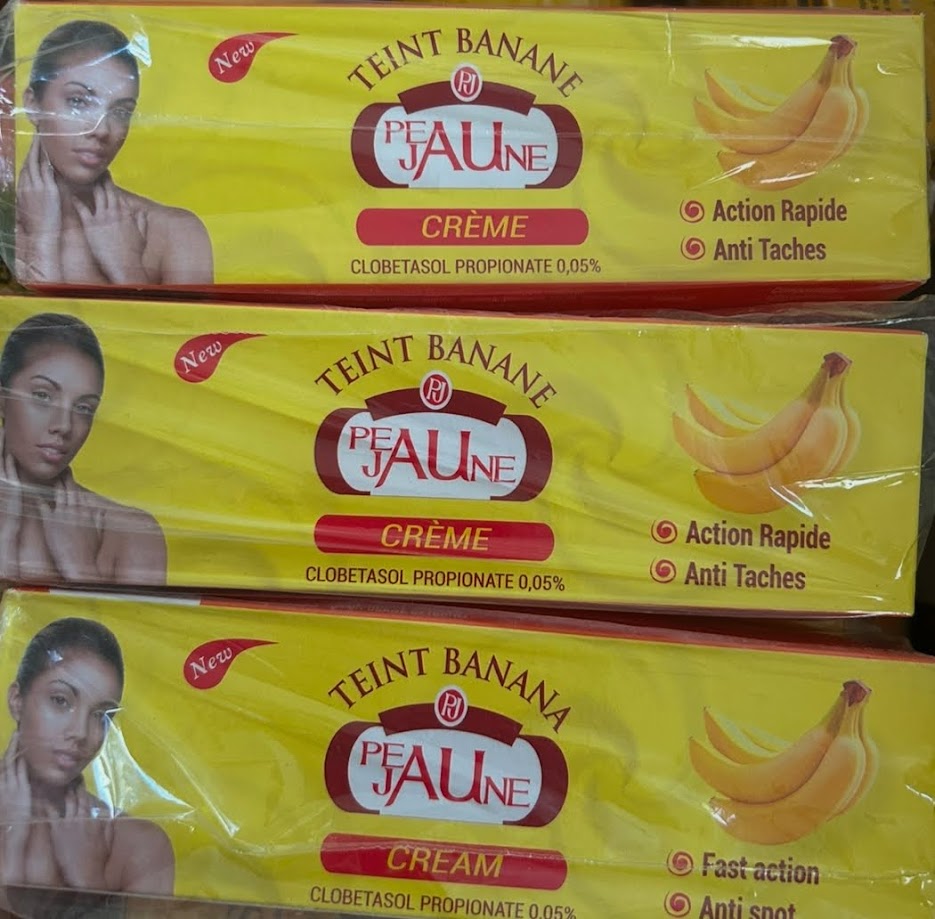 New
TEINT BANANE
PJ
PEAU
JAUNE
CRÈME
CLOBETASOL PROPIONATE 0,05%
Action Rapide
Anti Taches
New
TEINT BANANE
PJ
PEAU
JAUNE
CRÈME
CLOBETASOL PROPIONATE 0,05%
Action Rapide
Anti Taches
New
TEINT BANANA
PJ
PEAU
JAUNE
CREAM
CLOBETASOL PROPIONATE 0,05%
Fast action
Anti spot